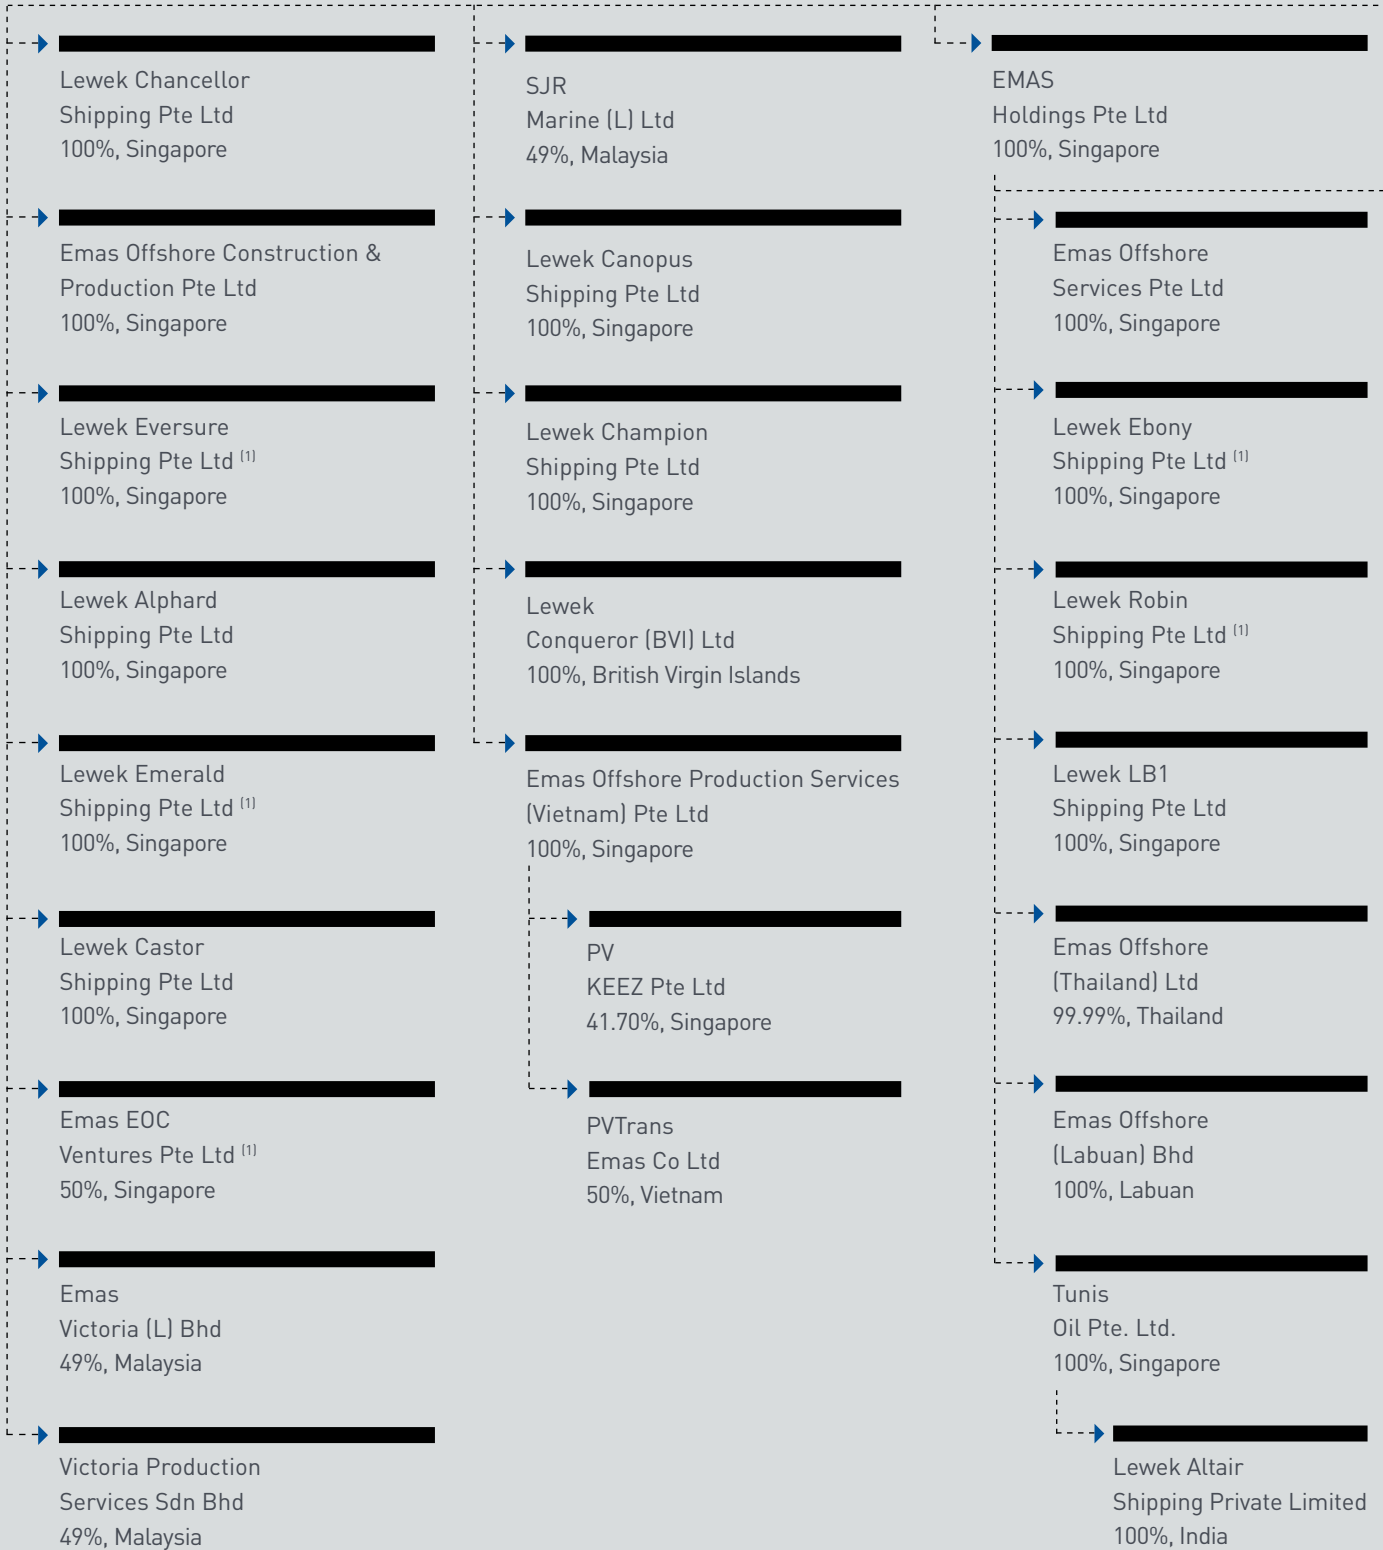 Lewek Chancellor
Shipping Pte Ltd
100%, Singapore
Emas Offshore Construction &
Production Pte Ltd
100%, Singapore
Lewek Eversure
Shipping Pte Ltd (1)
100%, Singapore
Lewek Alphard
Shipping Pte Ltd
100%, Singapore
Lewek Emerald
Shipping Pte Ltd (1)
100%, Singapore
Lewek Castor
Shipping Pte Ltd
100%, Singapore
Emas EOC
Ventures Pte Ltd (1)
50%, Singapore
Emas
Victoria (L) Bhd
49%, Malaysia
Victoria Production
Services Sdn Bhd
49%, Malaysia
SJR
Marine (L) Ltd
49%, Malaysia
Lewek Canopus
Shipping Pte Ltd
100%, Singapore
Lewek Champion
Shipping Pte Ltd
100%, Singapore
Lewek
Conqueror (BVI) Ltd
100%, British Virgin Islands
Emas Offshore Production Services
(Vietnam) Pte Ltd
100%, Singapore
PV
KEEZ Pte Ltd
41.70%, Singapore
PVTrans
Emas Co Ltd
50%, Vietnam
EMAS
Holdings Pte Ltd
100%, Singapore
Emas Offshore
Services Pte Ltd
100%, Singapore
Lewek Ebony
Shipping Pte Ltd (1)
100%, Singapore
Lewek Robin
Shipping Pte Ltd (1)
100%, Singapore
Lewek LB1
Shipping Pte Ltd
100%, Singapore
Emas Offshore
(Thailand) Ltd
99.99%, Thailand
Emas Offshore
(Labuan) Bhd
100%, Labuan
Tunis
Oil Pte. Ltd.
100%, Singapore
Lewek Altair
Shipping Private Limited
100%, India